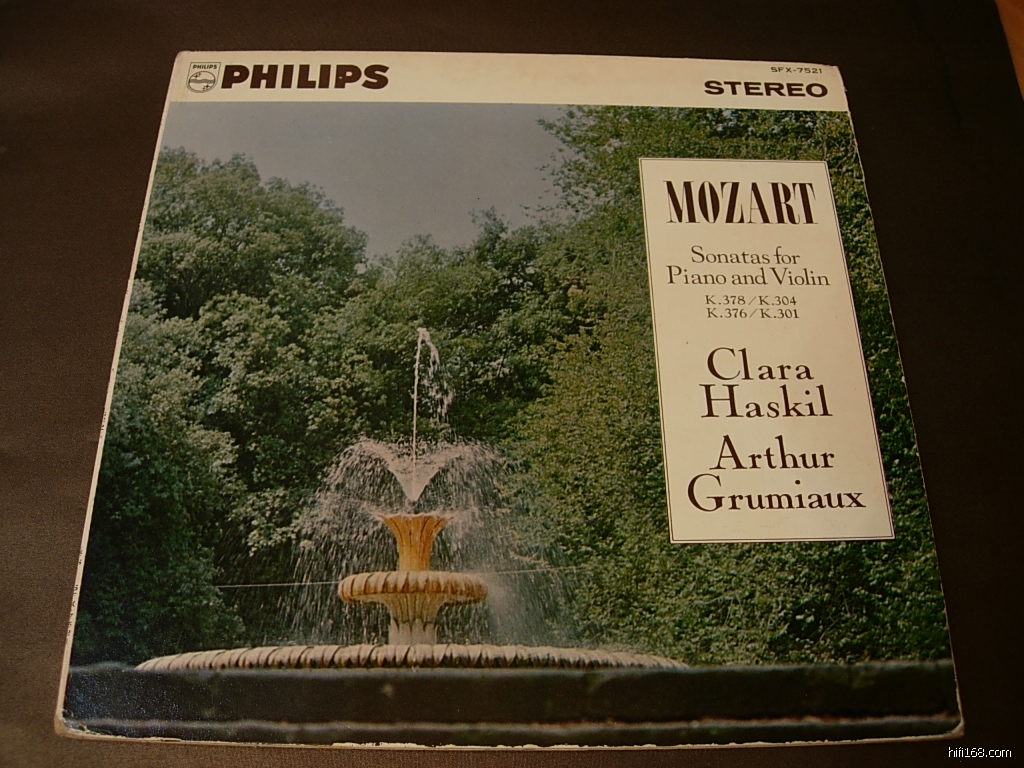 PHILIPS
PHILIPS
SFX-7521
STEREO
MOZART
Sonatas for
Piano and Violin
K.378/K.304
K.376/K.301
Clara
Haskil
Arthur
Grumiaux
hifi168.com